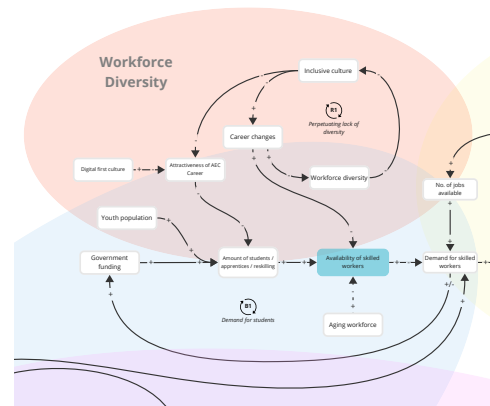 Workforce
Diversity
Inclusive culture
R1
Perpetuating lack of
diversity
Career changes
Digital first culture
Attractiveness of AEC
Career
Workforce diversity
No. of jobs
available
Youth population
Government
funding
Amount of students /
apprentices / reskilling
Availability of skilled
workers
Demand for skilled
workers
+/-
B1
Demand for students
Aging workforce